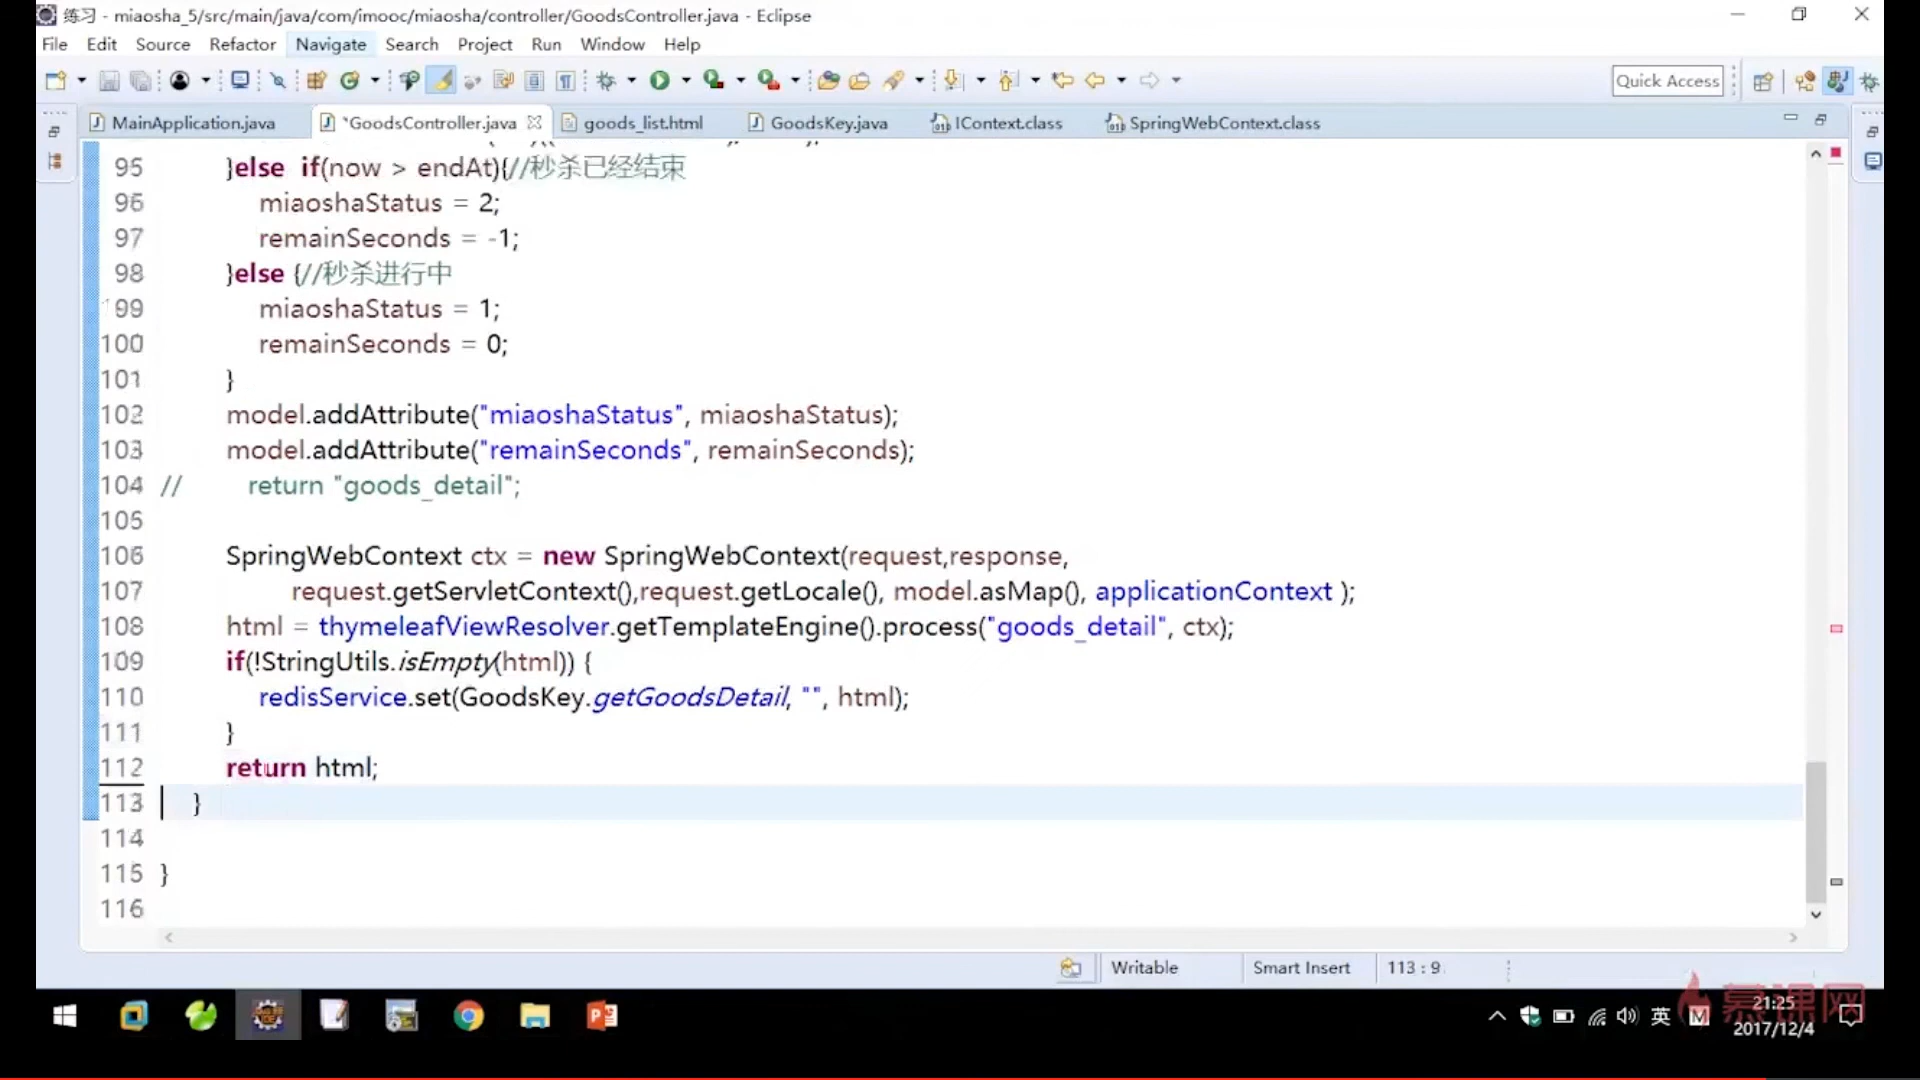 练习 - miaosha_5/src/main/java/com/imooc/miaosha/controller/GoodsController.java - Eclipse
File Edit Source Refactor Navigate Search Project Run Window Help
Quick Access
MainApplication.java *GoodsController.java goods_list.html GoodsKey.java IContext.class SpringWebContext.class
95 }else if(now > endAt){//秒杀已经结束
96 miaoshaStatus = 2;
97 remainSeconds = -1;
98 }else {//秒杀进行中
99 miaoshaStatus = 1;
100 remainSeconds = 0;
101 }
102 model.addAttribute("miaoshaStatus", miaoshaStatus);
103 model.addAttribute("remainSeconds", remainSeconds);
104 // return "goods_detail";
105
106 SpringWebContext ctx = new SpringWebContext(request,response,
107 request.getServletContext(),request.getLocale(), model.asMap(), applicationContext );
108 html = thymeleafViewResolver.getTemplateEngine().process("goods_detail", ctx);
109 if(!StringUtils.isEmpty(html)) {
110 redisService.set(GoodsKey.getGoodsDetail, "", html);
111 }
112 return html;
113 }
114
115 }
116
Writable Smart Insert 113 : 9
英 M 21:25
2017/12/4
慕课网